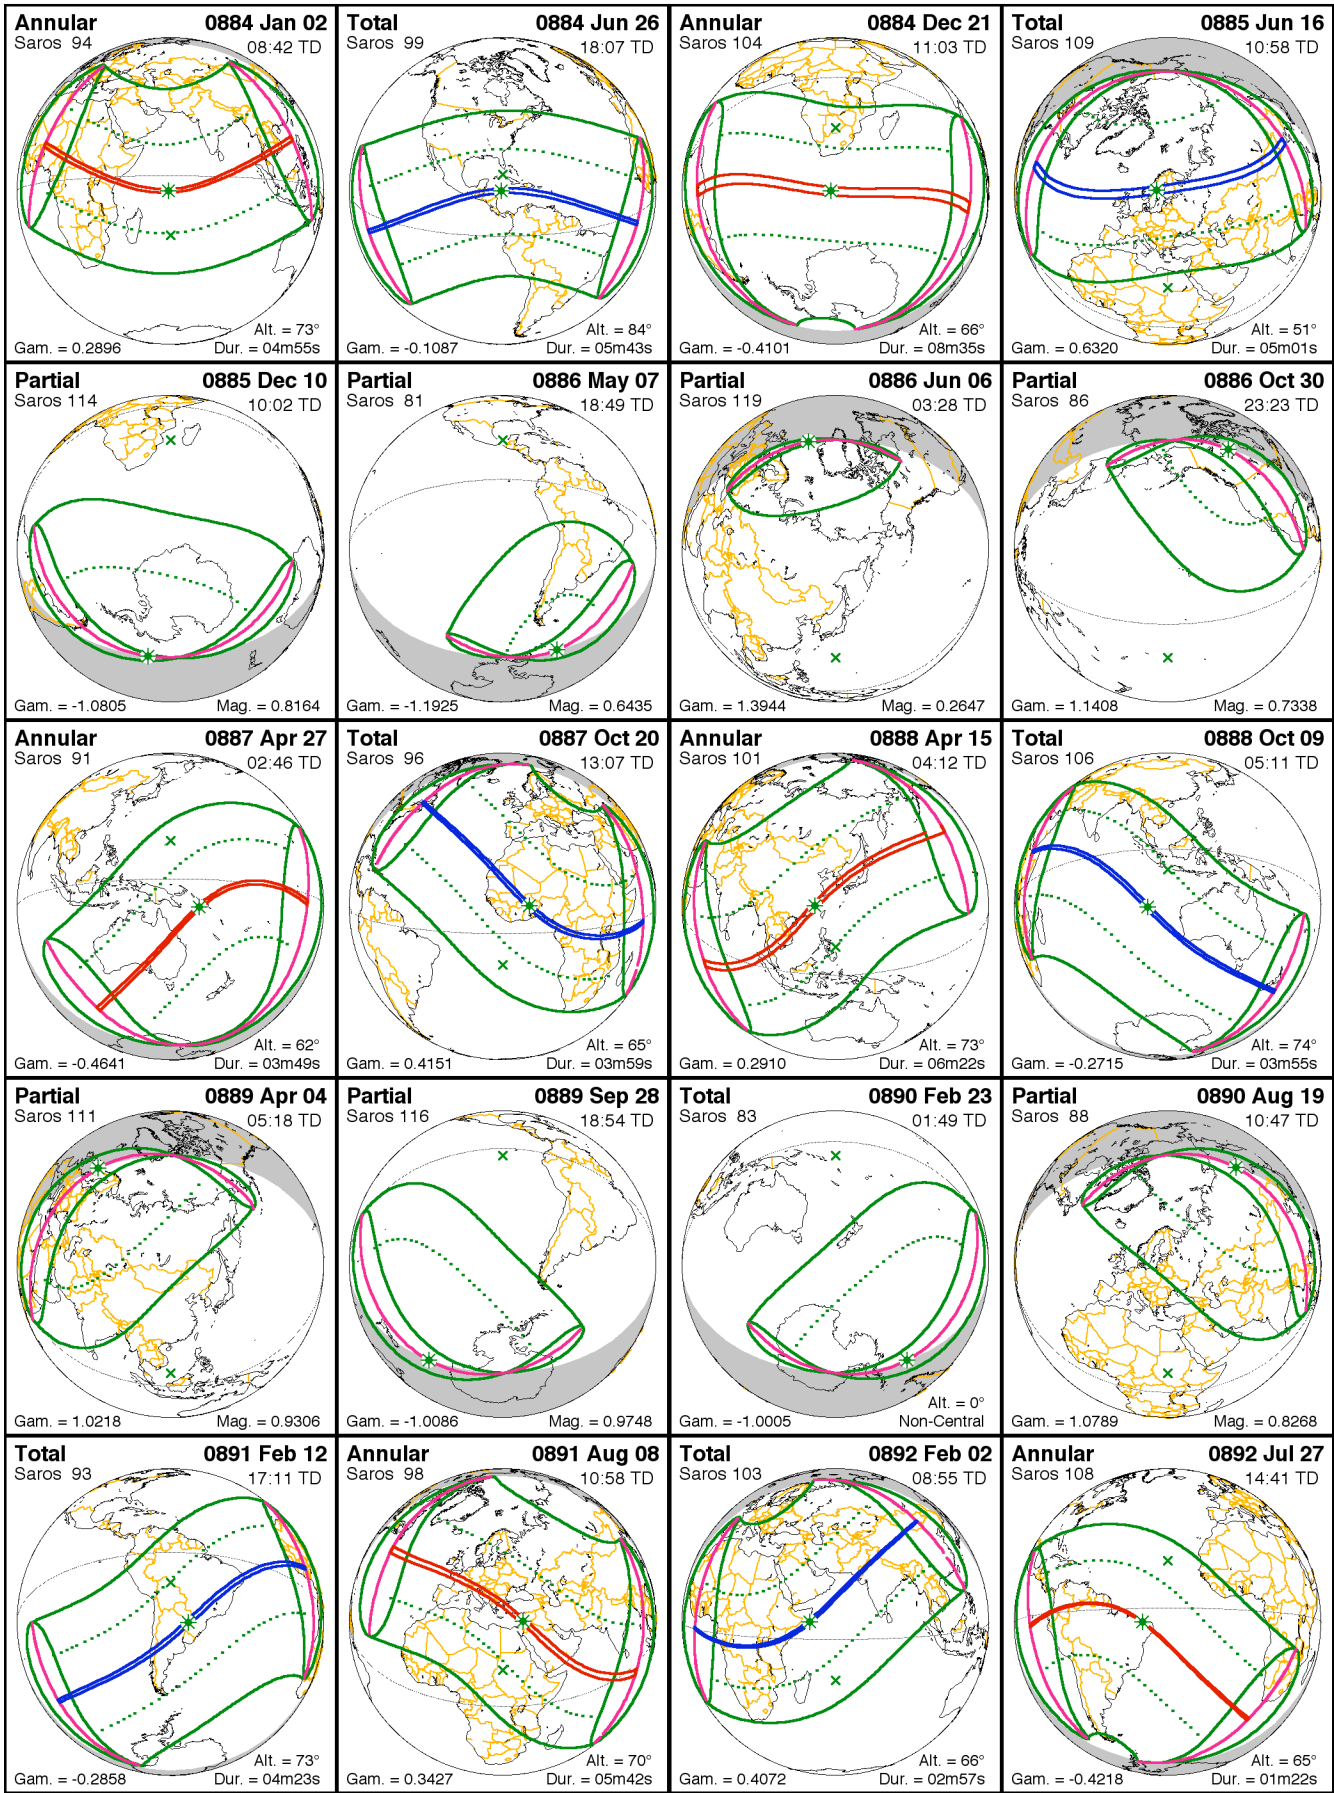 Annular 0884 Jan 02
Saros 94 08:42 TD
Alt. = 73°
Gam. = 0.2896 Dur. = 04m55s
Total 0884 Jun 26
Saros 99 18:07 TD
Alt. = 84°
Gam. = -0.1087 Dur. = 05m43s
Annular 0884 Dec 21
Saros 104 11:03 TD
Alt. = 66°
Gam. = -0.4101 Dur. = 08m35s
Total 0885 Jun 16
Saros 109 10:58 TD
Alt. = 51°
Gam. = 0.6320 Dur. = 05m01s
Partial 0885 Dec 10
Saros 114 10:02 TD
Gam. = -1.0805 Mag. = 0.8164
Partial 0886 May 07
Saros 81 18:49 TD
Gam. = -1.1925 Mag. = 0.6435
Partial 0886 Jun 06
Saros 119 03:28 TD
Gam. = 1.3944 Mag. = 0.2647
Partial 0886 Oct 30
Saros 86 23:23 TD
Gam. = 1.1408 Mag. = 0.7338
Annular 0887 Apr 27
Saros 91 02:46 TD
Alt. = 62°
Gam. = -0.4641 Dur. = 03m49s
Total 0887 Oct 20
Saros 96 13:07 TD
Alt. = 65°
Gam. = 0.4151 Dur. = 03m59s
Annular 0888 Apr 15
Saros 101 04:12 TD
Alt. = 73°
Gam. = 0.2910 Dur. = 06m22s
Total 0888 Oct 09
Saros 106 05:11 TD
Alt. = 74°
Gam. = -0.2715 Dur. = 03m55s
Partial 0889 Apr 04
Saros 111 05:18 TD
Gam. = 1.0218 Mag. = 0.9306
Partial 0889 Sep 28
Saros 116 18:54 TD
Gam. = -1.0086 Mag. = 0.9748
Total 0890 Feb 23
Saros 83 01:49 TD
Alt. = 0°
Gam. = -1.0005 Non-Central
Partial 0890 Aug 19
Saros 88 10:47 TD
Gam. = 1.0789 Mag. = 0.8268
Total 0891 Feb 12
Saros 93 17:11 TD
Alt. = 73°
Gam. = -0.2858 Dur. = 04m23s
Annular 0891 Aug 08
Saros 98 10:58 TD
Alt. = 70°
Gam. = 0.3427 Dur. = 05m42s
Total 0892 Feb 02
Saros 103 08:55 TD
Alt. = 66°
Gam. = 0.4072 Dur. = 02m57s
Annular 0892 Jul 27
Saros 108 14:41 TD
Alt. = 65°
Gam. = -0.4218 Dur. = 01m22s